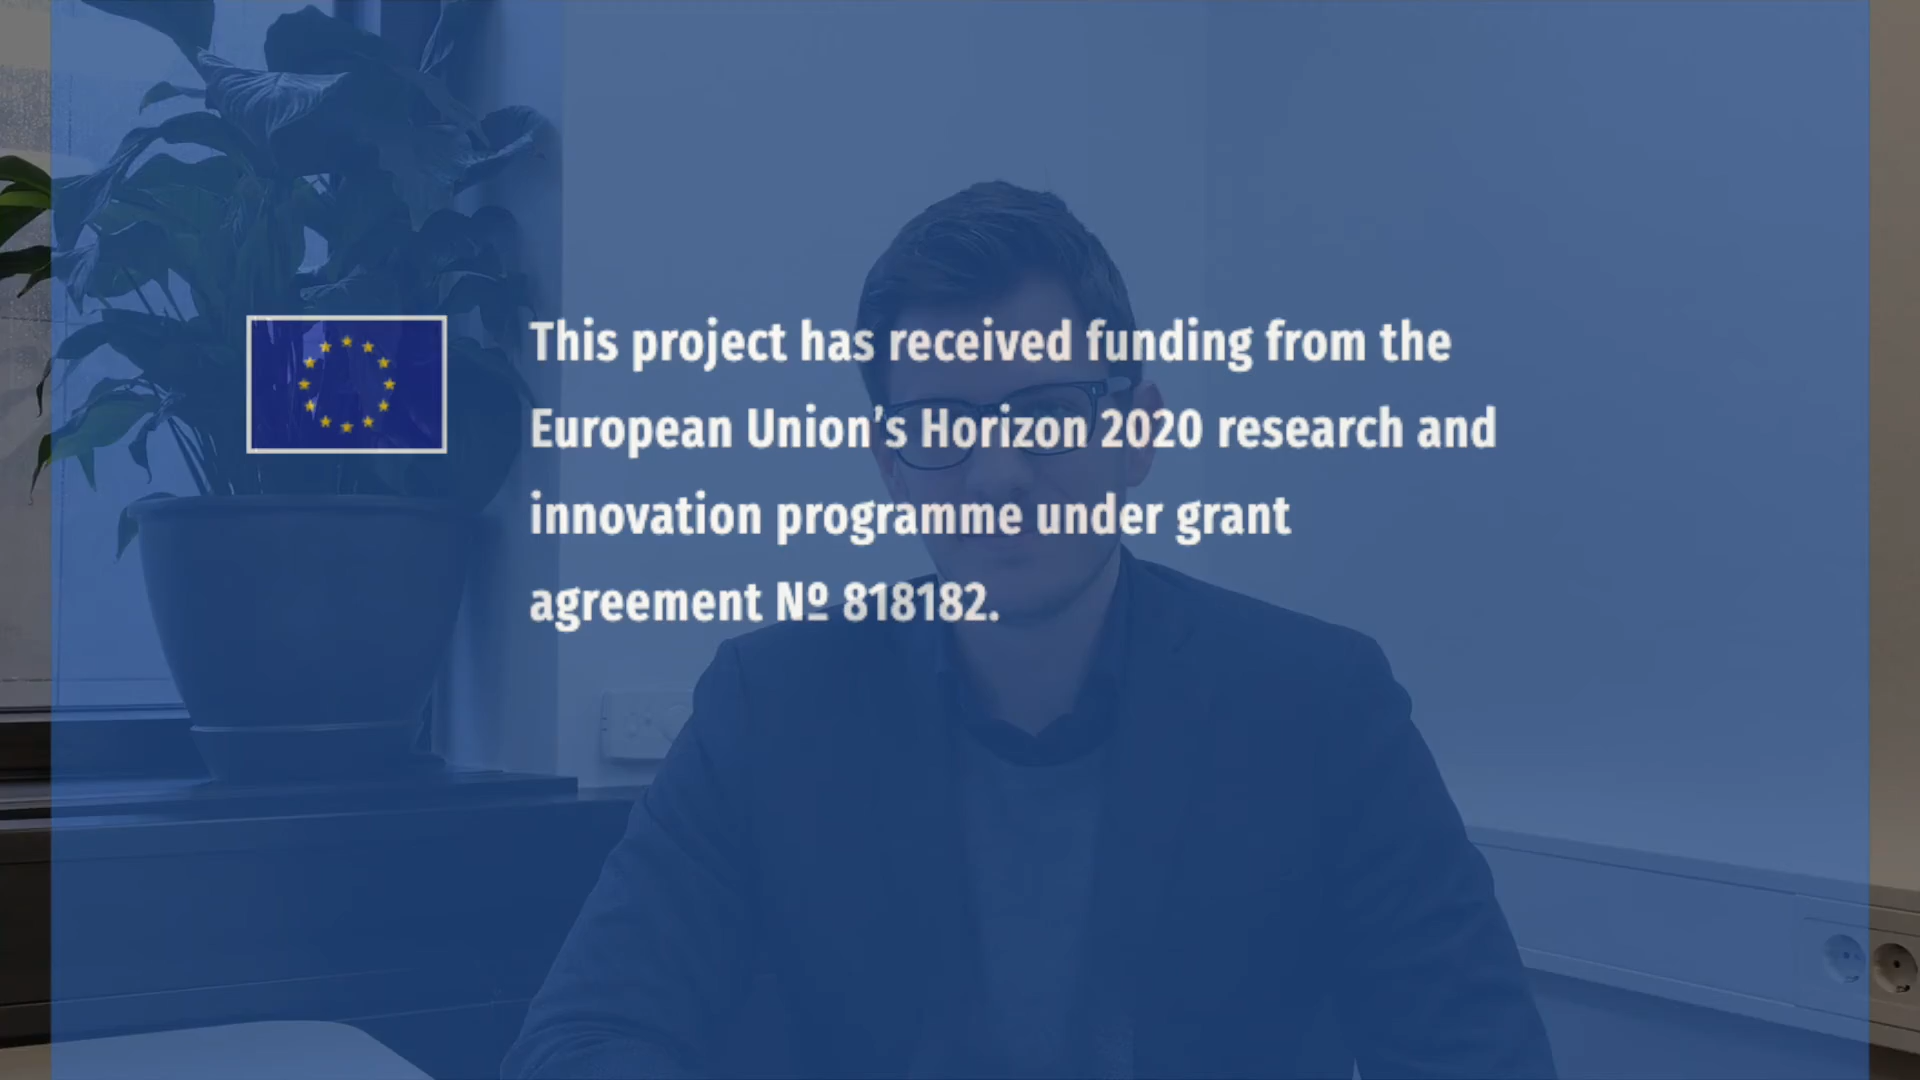 This project has received funding from the
European Union’s Horizon 2020 research and
innovation programme under grant
agreement Nº 818182.